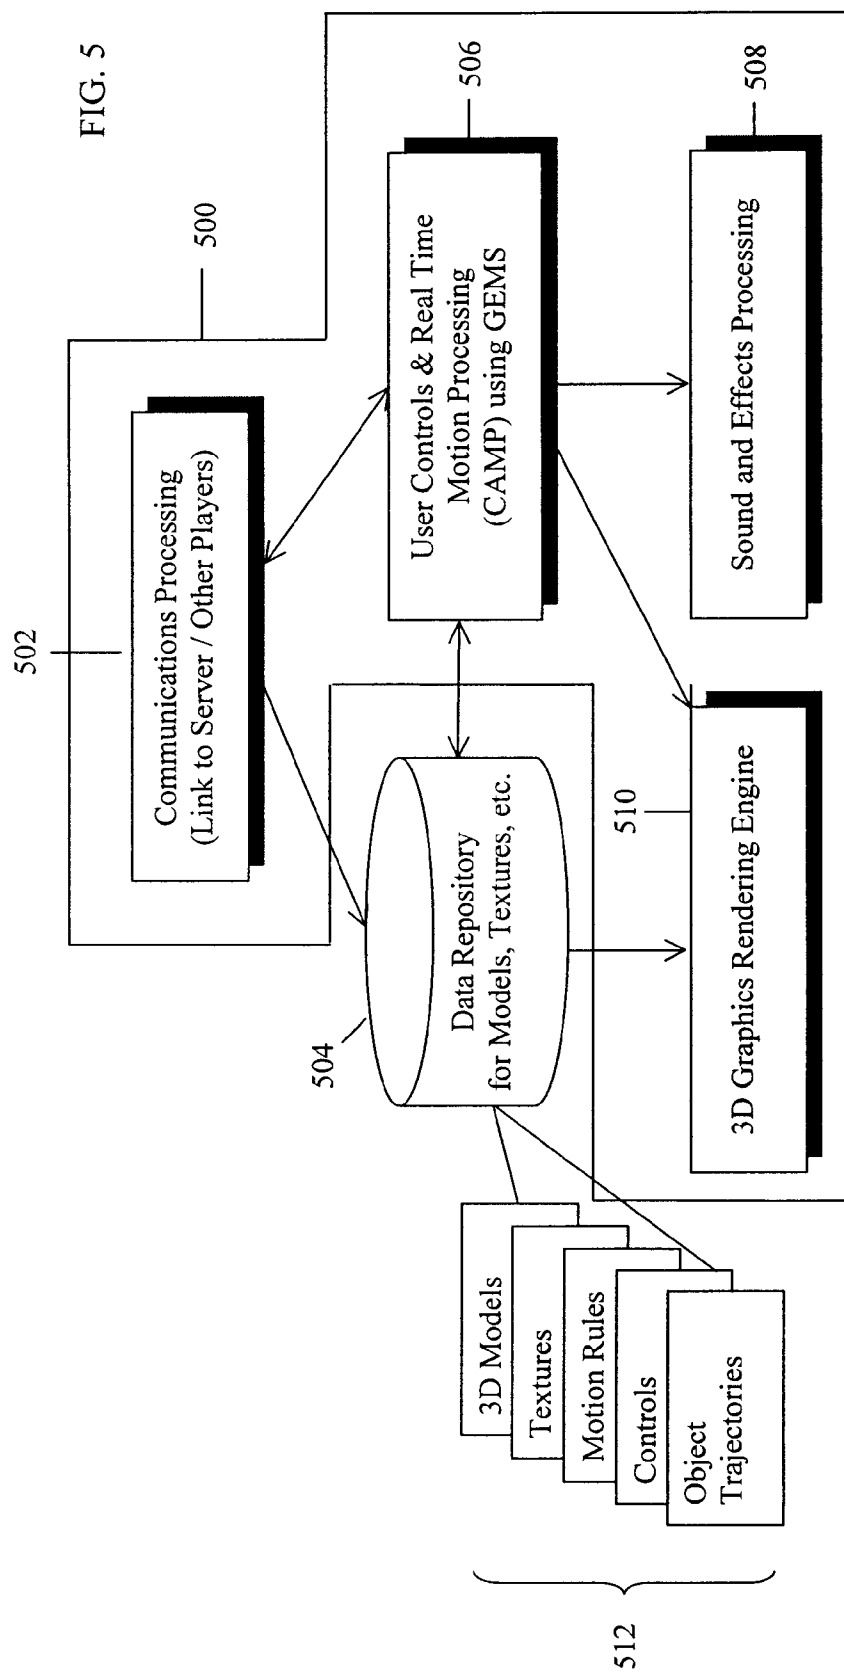 FIG. 5
500
502
Communications Processing
(Link to Server / Other Players)
504
Data Repository
for Models, Textures, etc.
506
User Controls & Real Time
Motion Processing
(CAMP) using GEMS
512
3D Models
Textures
Motion Rules
Controls
Object
Trajectories
510
3D Graphics Rendering Engine
508
Sound and Effects Processing